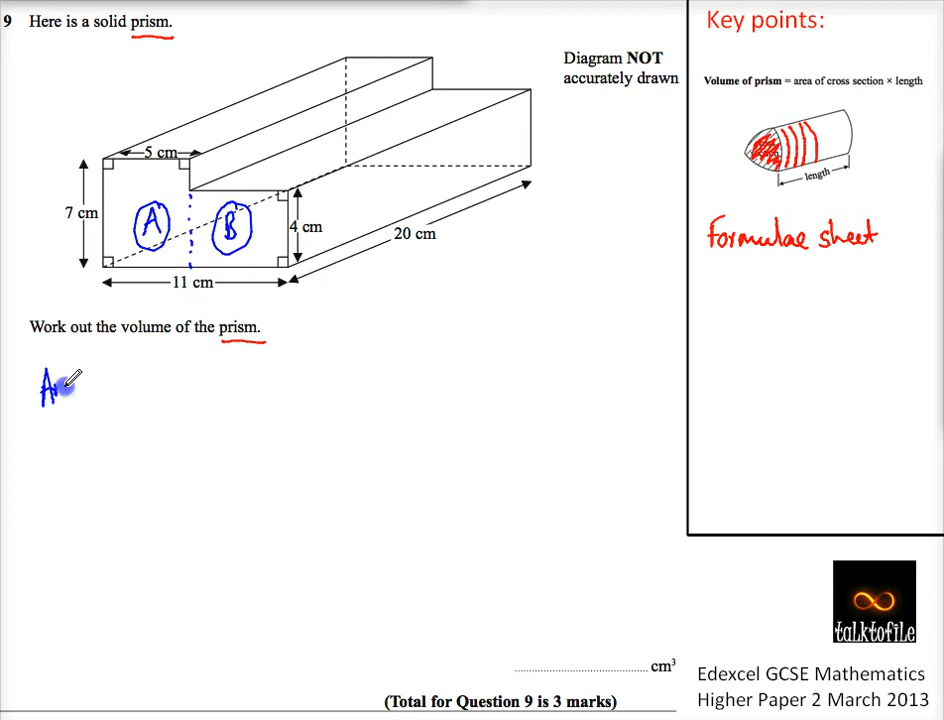 9 Here is a solid prism.
Diagram NOT
accurately drawn
5 cm
7 cm
A
B
4 cm
20 cm
11 cm
Work out the volume of the prism.
cm³
(Total for Question 9 is 3 marks)
Key points:
Volume of prism = area of cross section × length
length
Formulae sheet
talktofile
Edexcel GCSE Mathematics
Higher Paper 2 March 2013